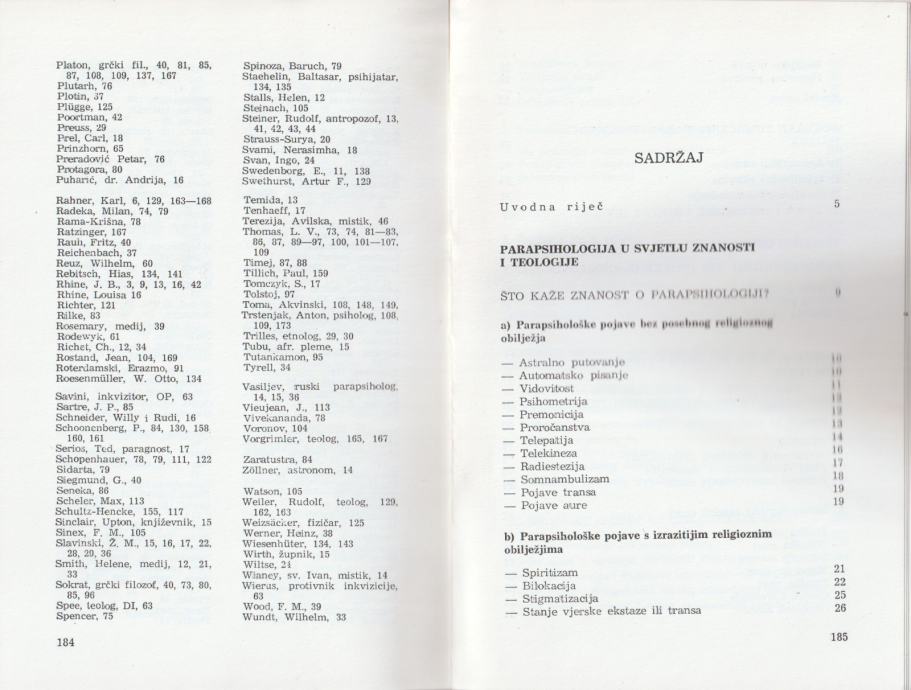 Platon, grčki fil., 40, 81, 85,
87, 108, 109, 137, 167
Plutarh, 76
Plotin, 37
Plügge, 125
Poortman, 42
Preuss, 29
Prel, Carl, 18
Prinzhorn, 65
Preradović Petar, 76
Protagora, 80
Puharić, dr. Andrija, 16
Rahner, Karl, 6, 129, 163—168
Radeka, Milan, 74, 79
Rama-Krišna, 78
Ratzinger, 167
Rauh, Fritz, 40
Reichenbach, 37
Reuz, Wilhelm, 60
Rebitsch, Hias, 134, 141
Rhine, J. B., 3, 9, 13, 16, 42
Rhine, Louisa 16
Richter, 121
Rilke, 83
Rosemary, medij, 39
Rodewyk, 61
Richet, Ch., 12, 34
Rostand, Jean, 104, 169
Roterdamski, Erazmo, 91
Roesenmüller, W. Otto, 134
Savini, inkvizitor, OP, 63
Sartre, J. P., 85
Schneider, Willy i Rudi, 16
Schoonenberg, P., 84, 130, 158
160, 161
Serios, Ted, paragnost, 17
Schopenhauer, 78, 79, 111, 122
Sidarta, 79
Siegmund, G., 40
Seneka, 86
Scheler, Max, 113
Schultz-Hencke, 155, 117
Sinclair, Upton, književnik, 15
Sinex, F. M., 105
Slavinski, Ž. M., 15, 16, 17, 22,
28, 29, 36
Smith, Helene, medij, 12, 21,
33
Sokrat, grčki filozof, 40, 73, 80,
85, 96
Spee, teolog, DI, 63
Spencer, 75
184
Spinoza, Baruch, 79
Staehelin, Baltasar, psihijatar,
134, 135
Stalls, Helen, 12
Steinach, 105
Steiner, Rudolf, antropozof, 13,
41, 42, 43, 44
Strauss-Surya, 20
Svami, Nerasimha, 18
Svan, Ingo, 24
Swedenborg, E., 11, 138
Swethurst, Artur F., 129
Temida, 13
Tenhaeff, 17
Terezija, Avilska, mistik, 46
Thomas, L. V., 73, 74, 81—83,
86, 87, 89—97, 100, 101—107,
109
Timej, 87, 88
Tillich, Paul, 159
Tomczyk, S., 17
Tolstoj, 97
Toma, Akvinski, 108, 148, 149,
Trstenjak, Anton, psiholog, 108,
109, 173
Trilles, etnolog, 29, 30
Tubu, afr. pleme, 15
Tutankamon, 95
Tyrell, 34
Vasiljev, ruski parapsiholog,
14, 15, 36
Vieujean, J., 113
Vivekananda, 78
Voronov, 104
Vorgrimler, teolog, 165, 167
Zaratustra, 84
Zöllner, astronom, 14
Watson, 105
Weiler, Rudolf, teolog, 129,
162, 163
Weizsäcker, fizičar, 125
Werner, Heinz, 38
Wiesenhüter, 134, 143
Wirth, župnik, 15
Wiltse, 24
Wianey, sv. Ivan, mistik, 14
Wierus, protivnik inkvizicije,
63
Wood, F. M., 39
Wundt, Wilhelm, 33
SADRŽAJ
Uvodna riječ 5
PARAPSIHOLOGIJA U SVJETLU ZNANOSTI
I TEOLOGIJE
ŠTO KAŽE ZNANOST O PARAPSIHOLOGIJI? 9
a) Parapsihološke pojave bez posebnog religioznog
obilježja
— Astralno putovanje 10
— Automatsko pisanje 10
— Vidovitost 11
— Psihometrija
— Premonicija
— Proročanstva 13
— Telepatija 14
— Telekineza 16
— Radiestezija 17
— Somnambulizam 18
— Pojave transa 19
— Pojave aure 19
b) Parapsihološke pojave s izrazitijim religioznim
obilježjima
— Spiritizam 21
— Bilokacija 22
— Stigmatizacija 25
— Stanje vjerske ekstaze ili transa 26
185